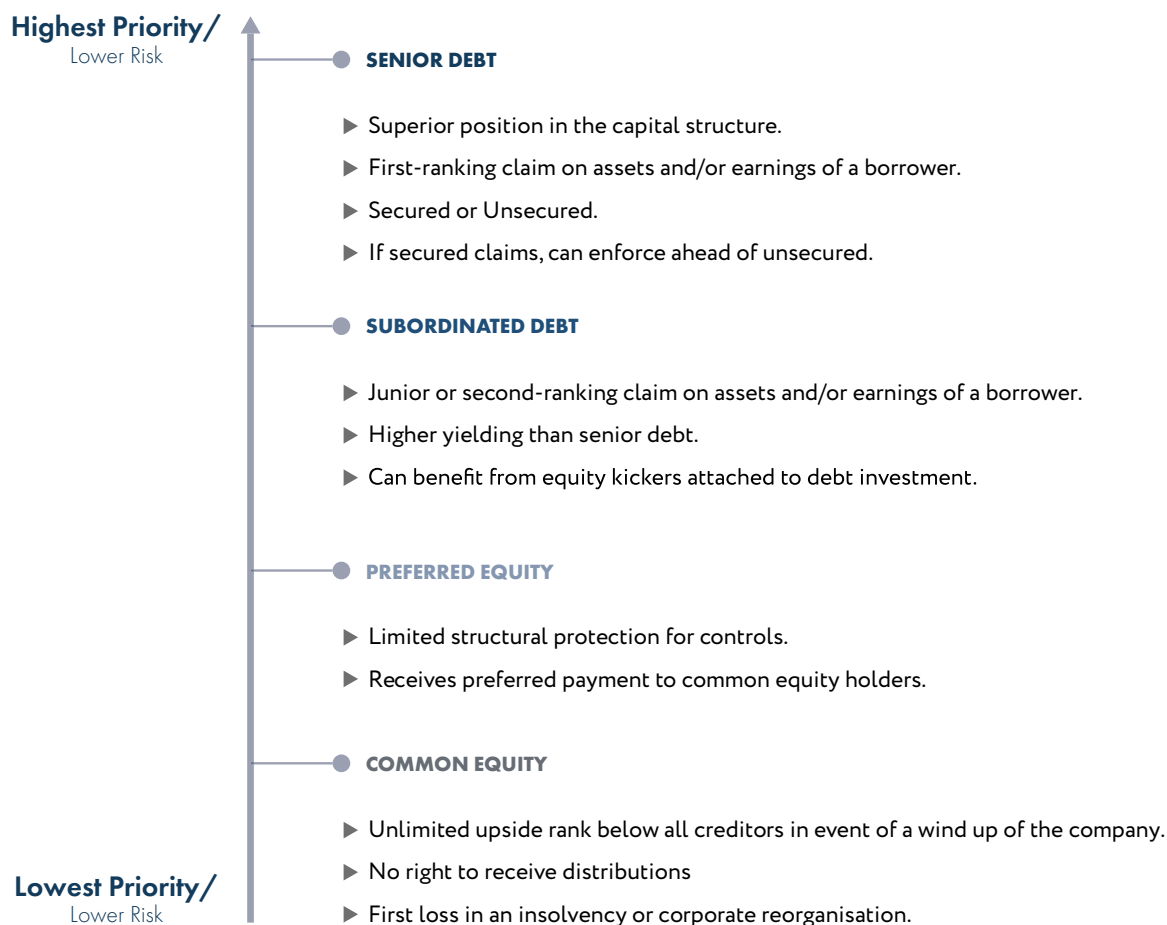 Highest Priority/
Lower Risk
SENIOR DEBT
Superior position in the capital structure.
First-ranking claim on assets and/or earnings of a borrower.
Secured or Unsecured.
If secured claims, can enforce ahead of unsecured.
SUBORDINATED DEBT
Junior or second-ranking claim on assets and/or earnings of a borrower.
Higher yielding than senior debt.
Can benefit from equity kickers attached to debt investment.
PREFERRED EQUITY
Limited structural protection for controls.
Receives preferred payment to common equity holders.
COMMON EQUITY
Unlimited upside rank below all creditors in event of a wind up of the company.
No right to receive distributions
First loss in an insolvency or corporate reorganisation.
Lowest Priority/
Lower Risk